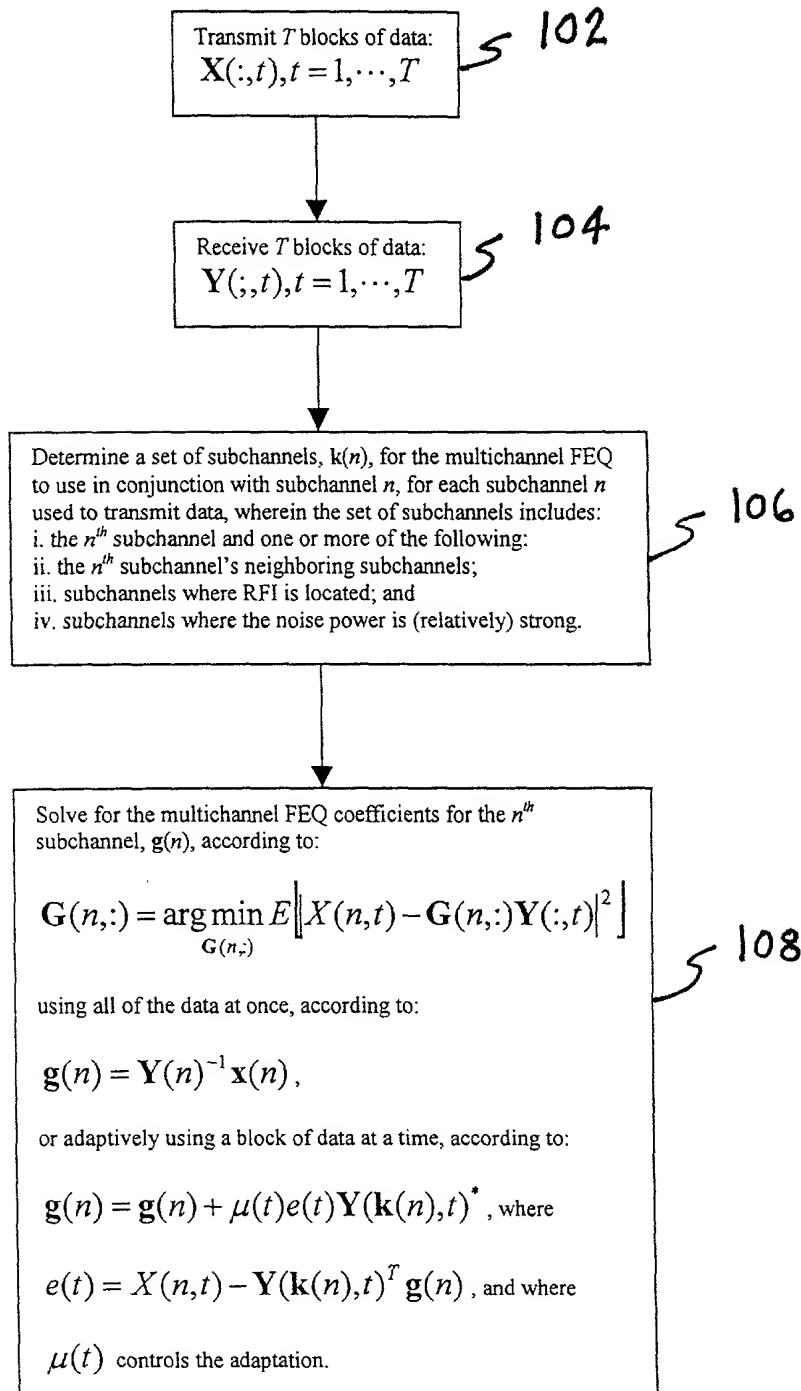 Transmit T blocks of data:
X(:,t),t = 1,⋯,T
102
Receive T blocks of data:
Y(;,t),t = 1,⋯,T
104
Determine a set of subchannels, k(n), for the multichannel FEQ
to use in conjunction with subchannel n, for each subchannel n
used to transmit data, wherein the set of subchannels includes:
i. the nth subchannel and one or more of the following:
ii. the nth subchannel's neighboring subchannels;
iii. subchannels where RFI is located; and
iv. subchannels where the noise power is (relatively) strong.
106
Solve for the multichannel FEQ coefficients for the nth
subchannel, g(n), according to:
G(n,:) = arg min E⌊|X(n,t) − G(n,:)Y(:,t)|²⌋
G(n,:)
108
using all of the data at once, according to:
g(n) = Y(n)⁻¹ x(n) ,
or adaptively using a block of data at a time, according to:
g(n) = g(n) + μ(t)e(t)Y(k(n),t)* , where
e(t) = X(n,t) − Y(k(n),t)ᵀ g(n) , and where
μ(t) controls the adaptation.